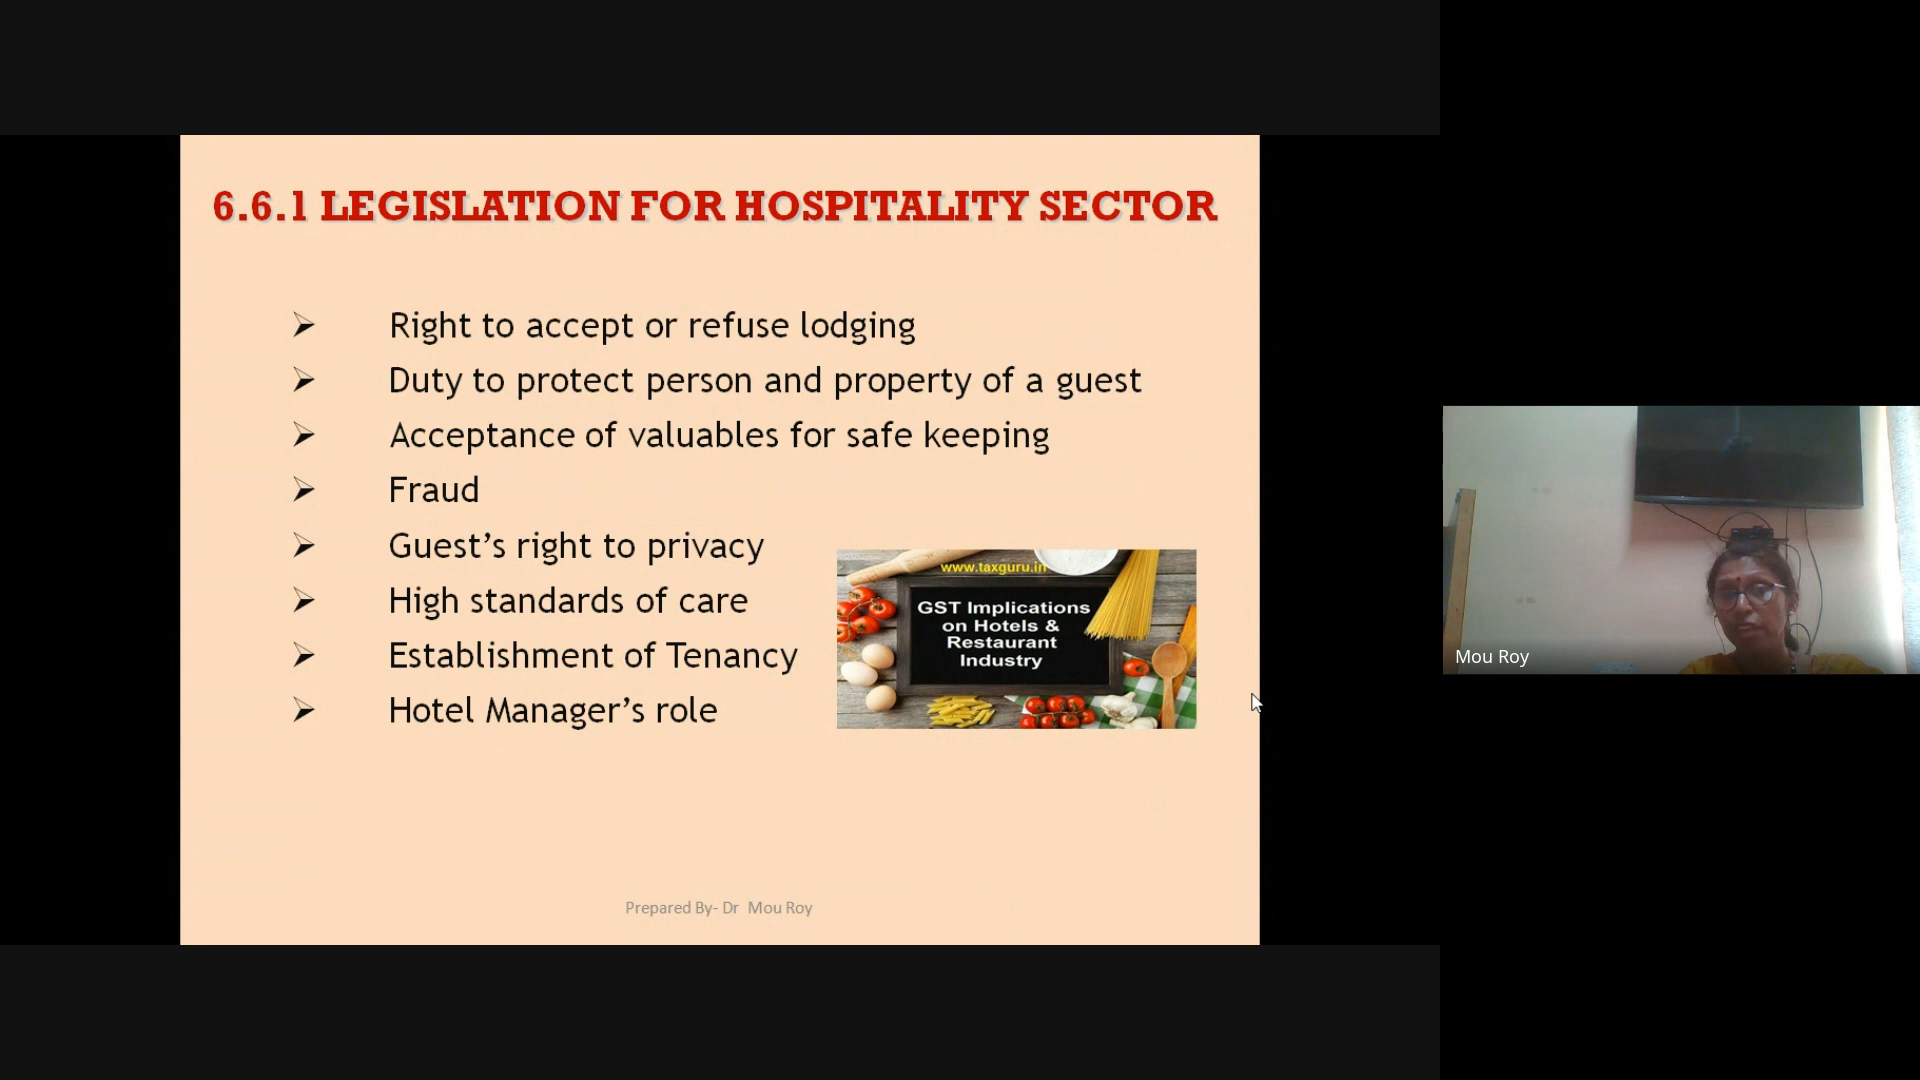 6.6.1 LEGISLATION FOR HOSPITALITY SECTOR
➢ Right to accept or refuse lodging
➢ Duty to protect person and property of a guest
➢ Acceptance of valuables for safe keeping
➢ Fraud
➢ Guest’s right to privacy
➢ High standards of care
➢ Establishment of Tenancy
➢ Hotel Manager’s role
www.taxguru.in
GST Implications
on Hotels &
Restaurant
Industry
Prepared By- Dr Mou Roy
Mou Roy